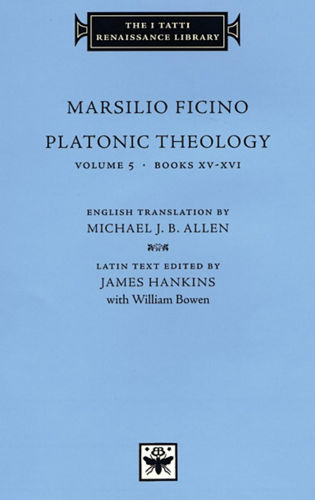 THE I TATTI
RENAISSANCE LIBRARY
MARSILIO FICINO
PLATONIC THEOLOGY
VOLUME 5 · BOOKS XV-XVI
ENGLISH TRANSLATION BY
MICHAEL J. B. ALLEN
LATIN TEXT EDITED BY
JAMES HANKINS
with William Bowen
BB